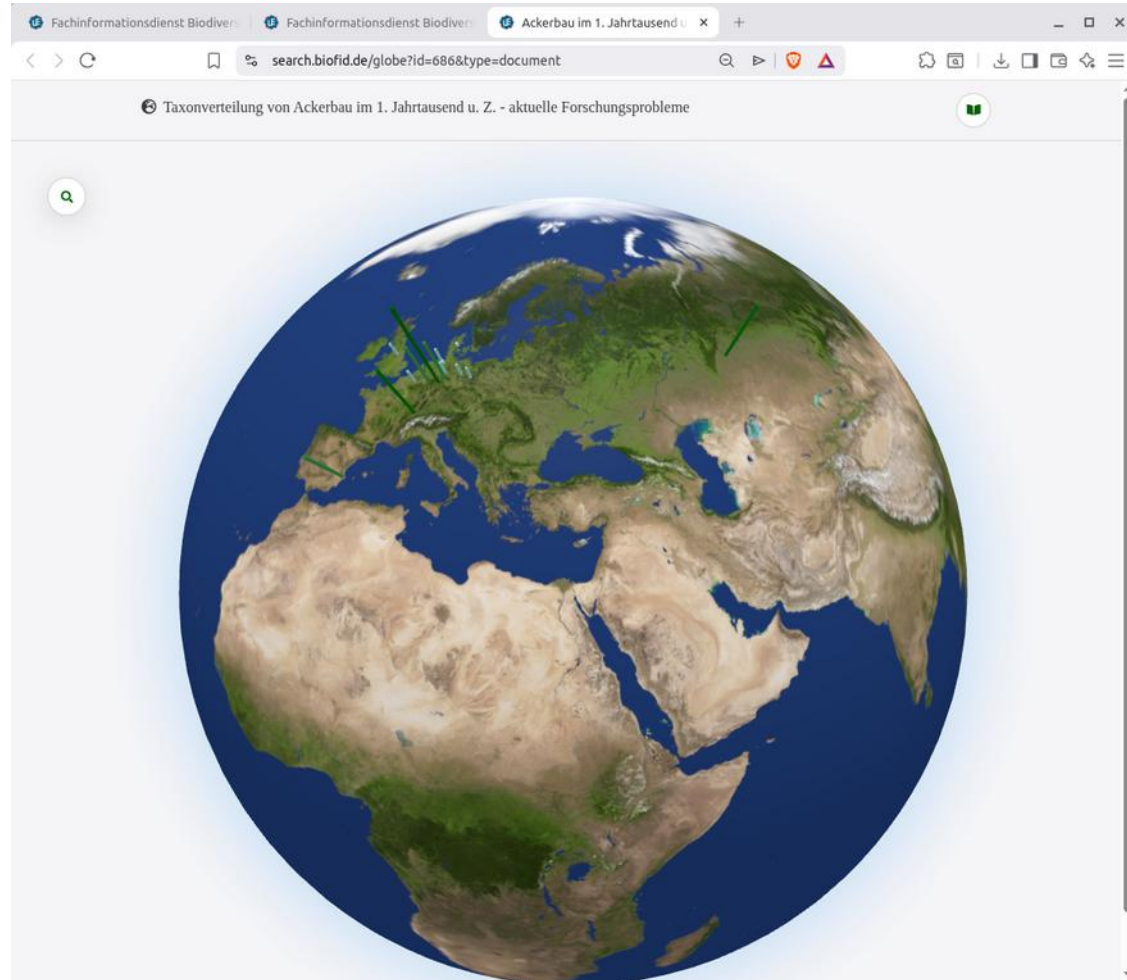 Fachinformationsdienst Biodivers
Fachinformationsdienst Biodivers
Ackerbau im 1. Jahrtausend u
search.biofid.de/globe?id=686&type=document
Taxonverteilung von Ackerbau im 1. Jahrtausend u. Z. - aktuelle Forschungsprobleme